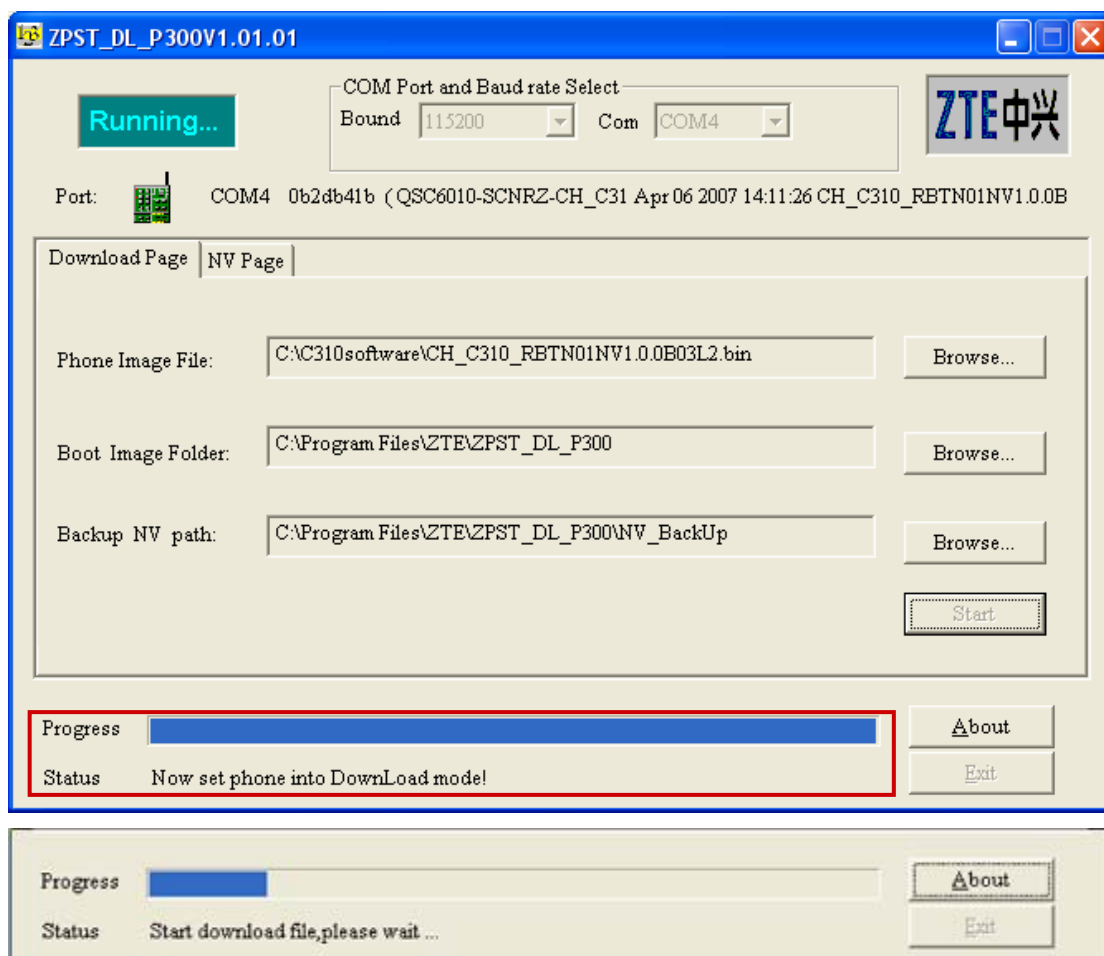 ZPST_DL_P300V1.01.01
Running...
COM Port and Baud rate Select
Bound 115200 Com COM4
ZTE中兴
Port: COM4 0b2db41b (QSC6010-SCNRZ-CH_C31 Apr 06 2007 14:11:26 CH_C310_RBTN01NV1.0.0B
Download Page NV Page
Phone Image File: C:\C310software\CH_C310_RBTN01NV1.0.0B03L2.bin Browse...
Boot Image Folder: C:\Program Files\ZTE\ZPST_DL_P300 Browse...
Backup NV path: C:\Program Files\ZTE\ZPST_DL_P300\NV_BackUp Browse...
Start
Progress About
Status Now set phone into DownLoad mode! Exit
Progress About
Status Start download file,please wait ... Exit